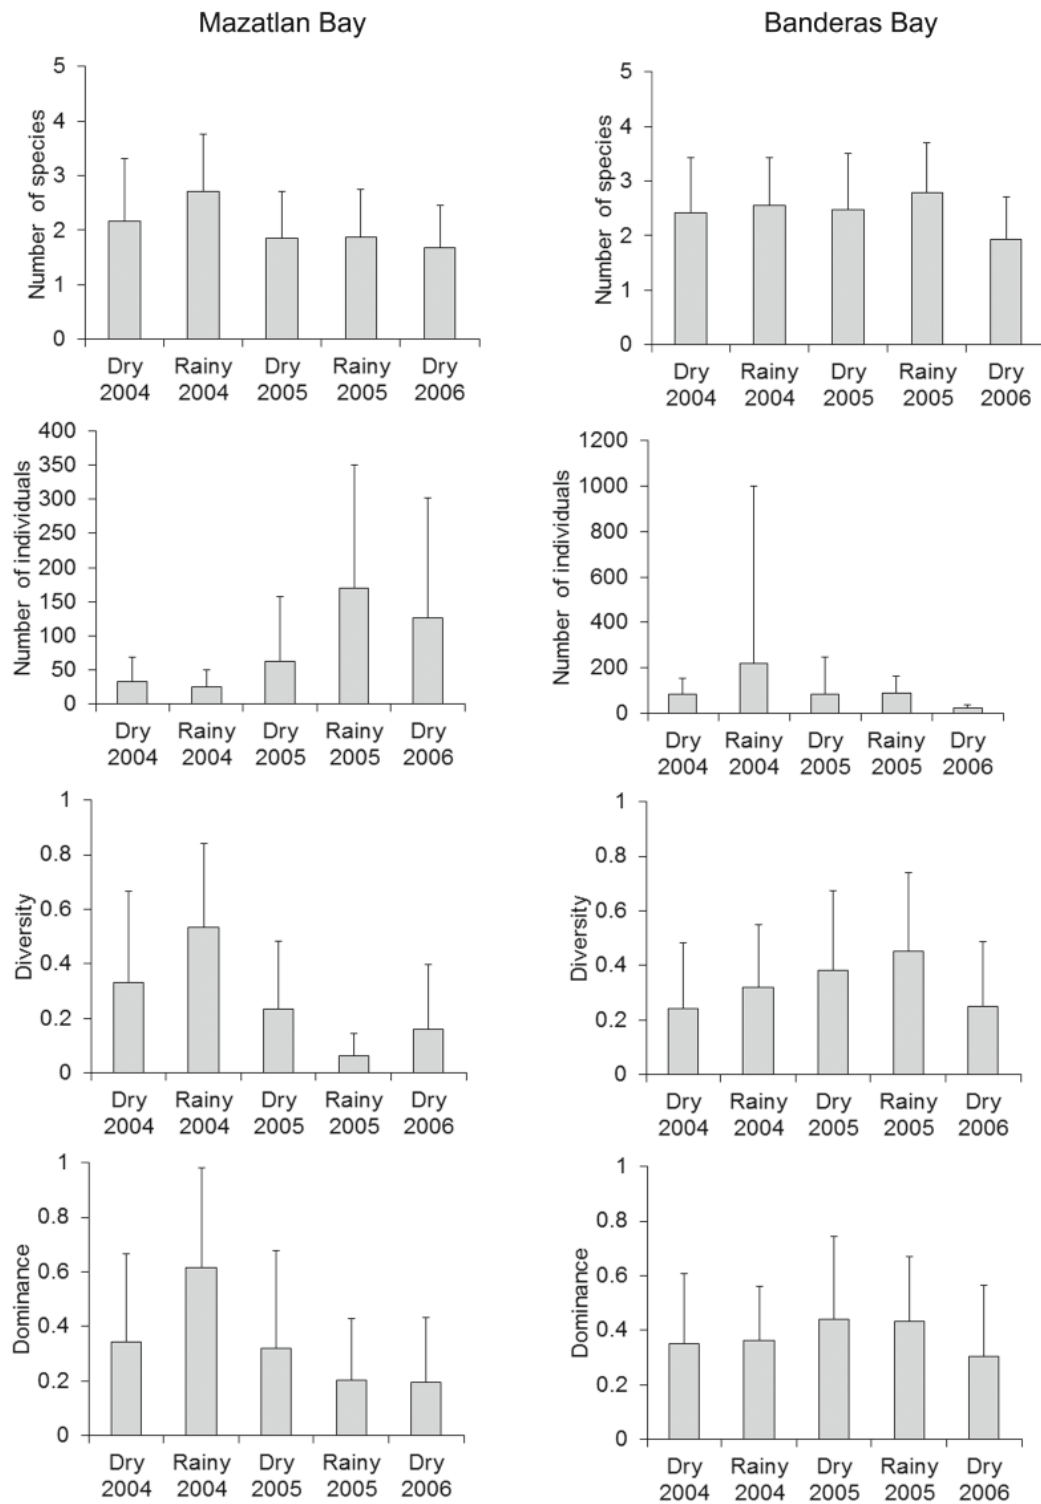 Mazatlan Bay
Banderas Bay
Number of species
5
4
3
2
1
0
Dry Rainy Dry Rainy Dry
2004 2004 2005 2005 2006
Number of species
5
4
3
2
1
0
Dry Rainy Dry Rainy Dry
2004 2004 2005 2005 2006
Number of individuals
400
350
300
250
200
150
100
50
0
Dry Rainy Dry Rainy Dry
2004 2004 2005 2005 2006
Number of individuals
1200
1000
800
600
400
200
0
Dry Rainy Dry Rainy Dry
2004 2004 2005 2005 2006
Diversity
1
0.8
0.6
0.4
0.2
0
Dry Rainy Dry Rainy Dry
2004 2004 2005 2005 2006
Diversity
1
0.8
0.6
0.4
0.2
0
Dry Rainy Dry Rainy Dry
2004 2004 2005 2005 2006
Dominance
1
0.8
0.6
0.4
0.2
0
Dry Rainy Dry Rainy Dry
2004 2004 2005 2005 2006
Dominance
1
0.8
0.6
0.4
0.2
0
Dry Rainy Dry Rainy Dry
2004 2004 2005 2005 2006